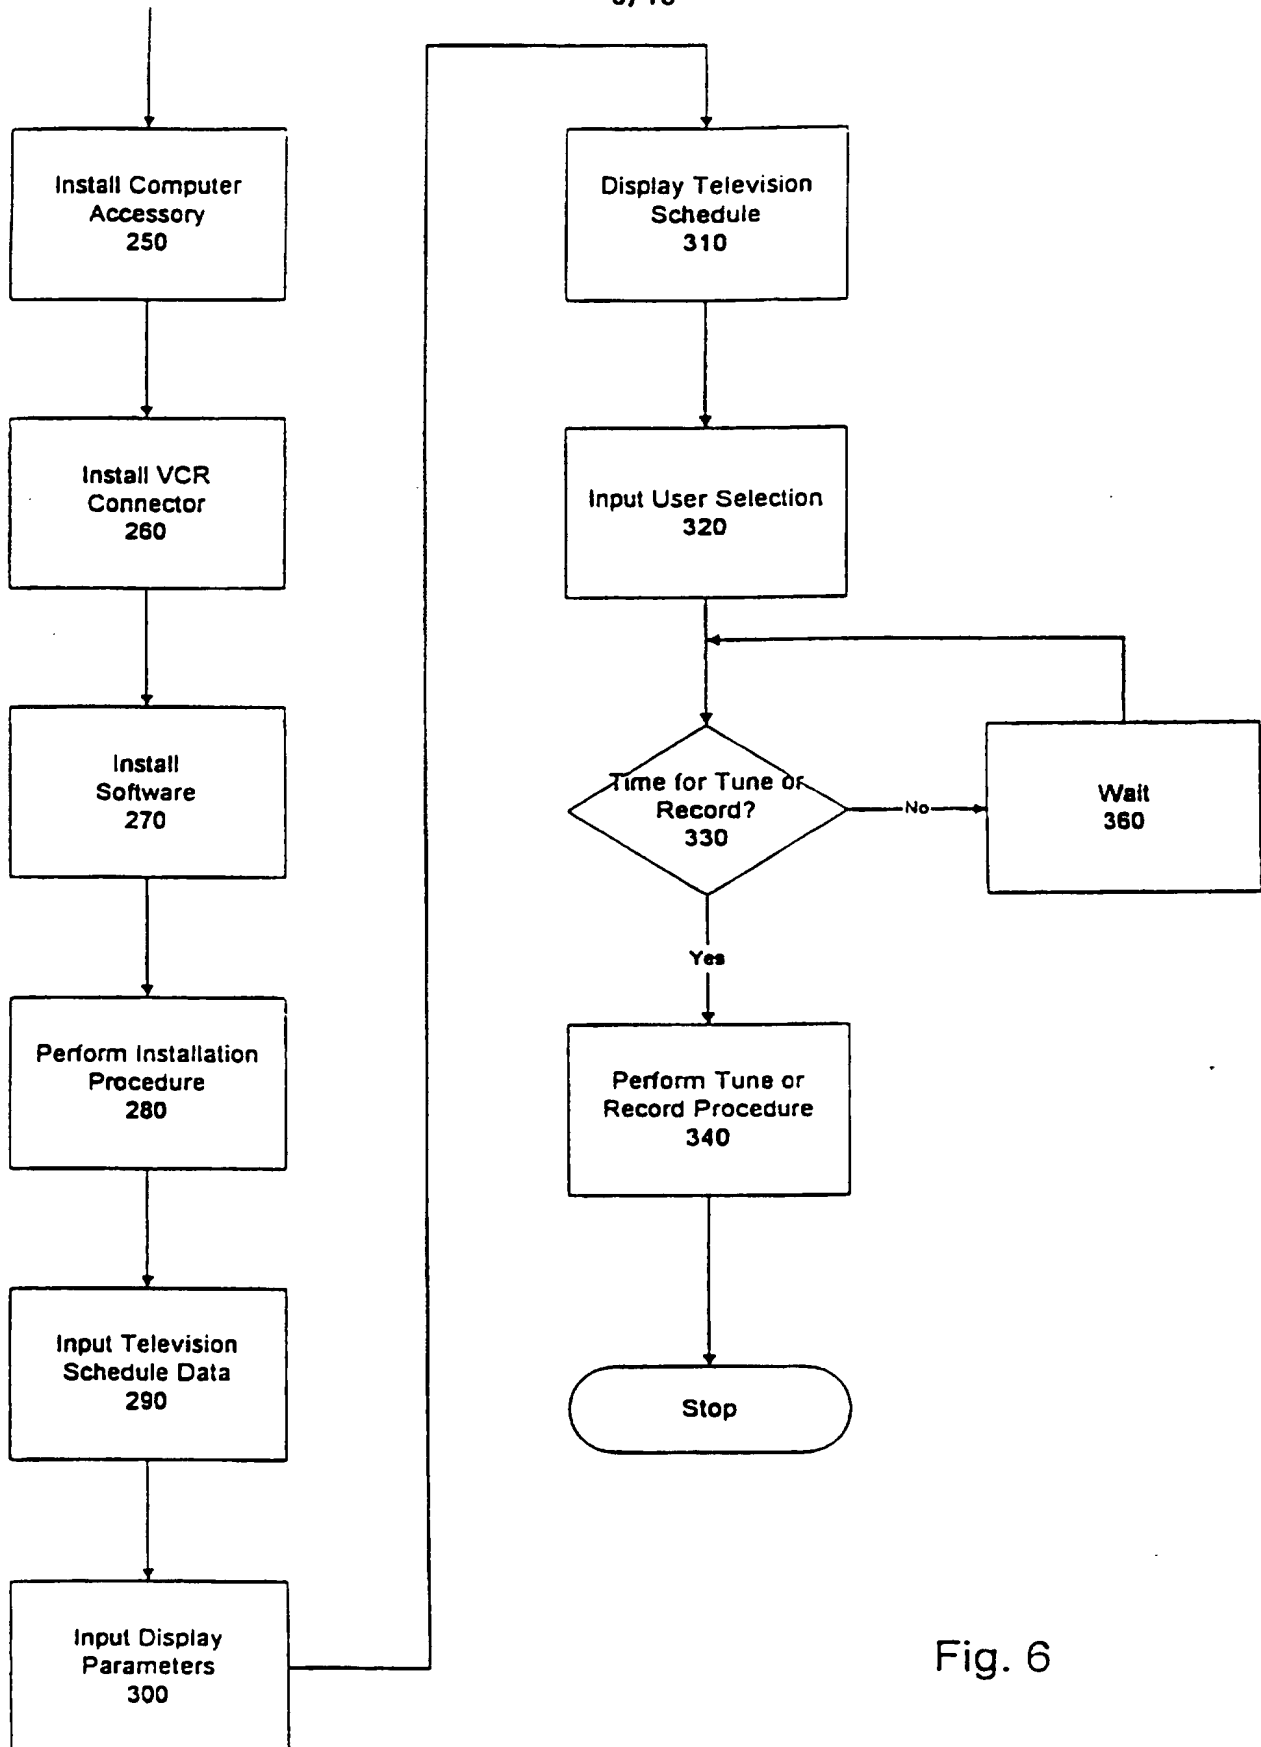 Install Computer
Accessory
250
Install VCR
Connector
260
Install
Software
270
Perform Installation
Procedure
280
Input Television
Schedule Data
290
Input Display
Parameters
300
Display Television
Schedule
310
Input User Selection
320
Time for Tune or
Record?
330
No
Wait
360
Yes
Perform Tune or
Record Procedure
340
Stop
Fig. 6